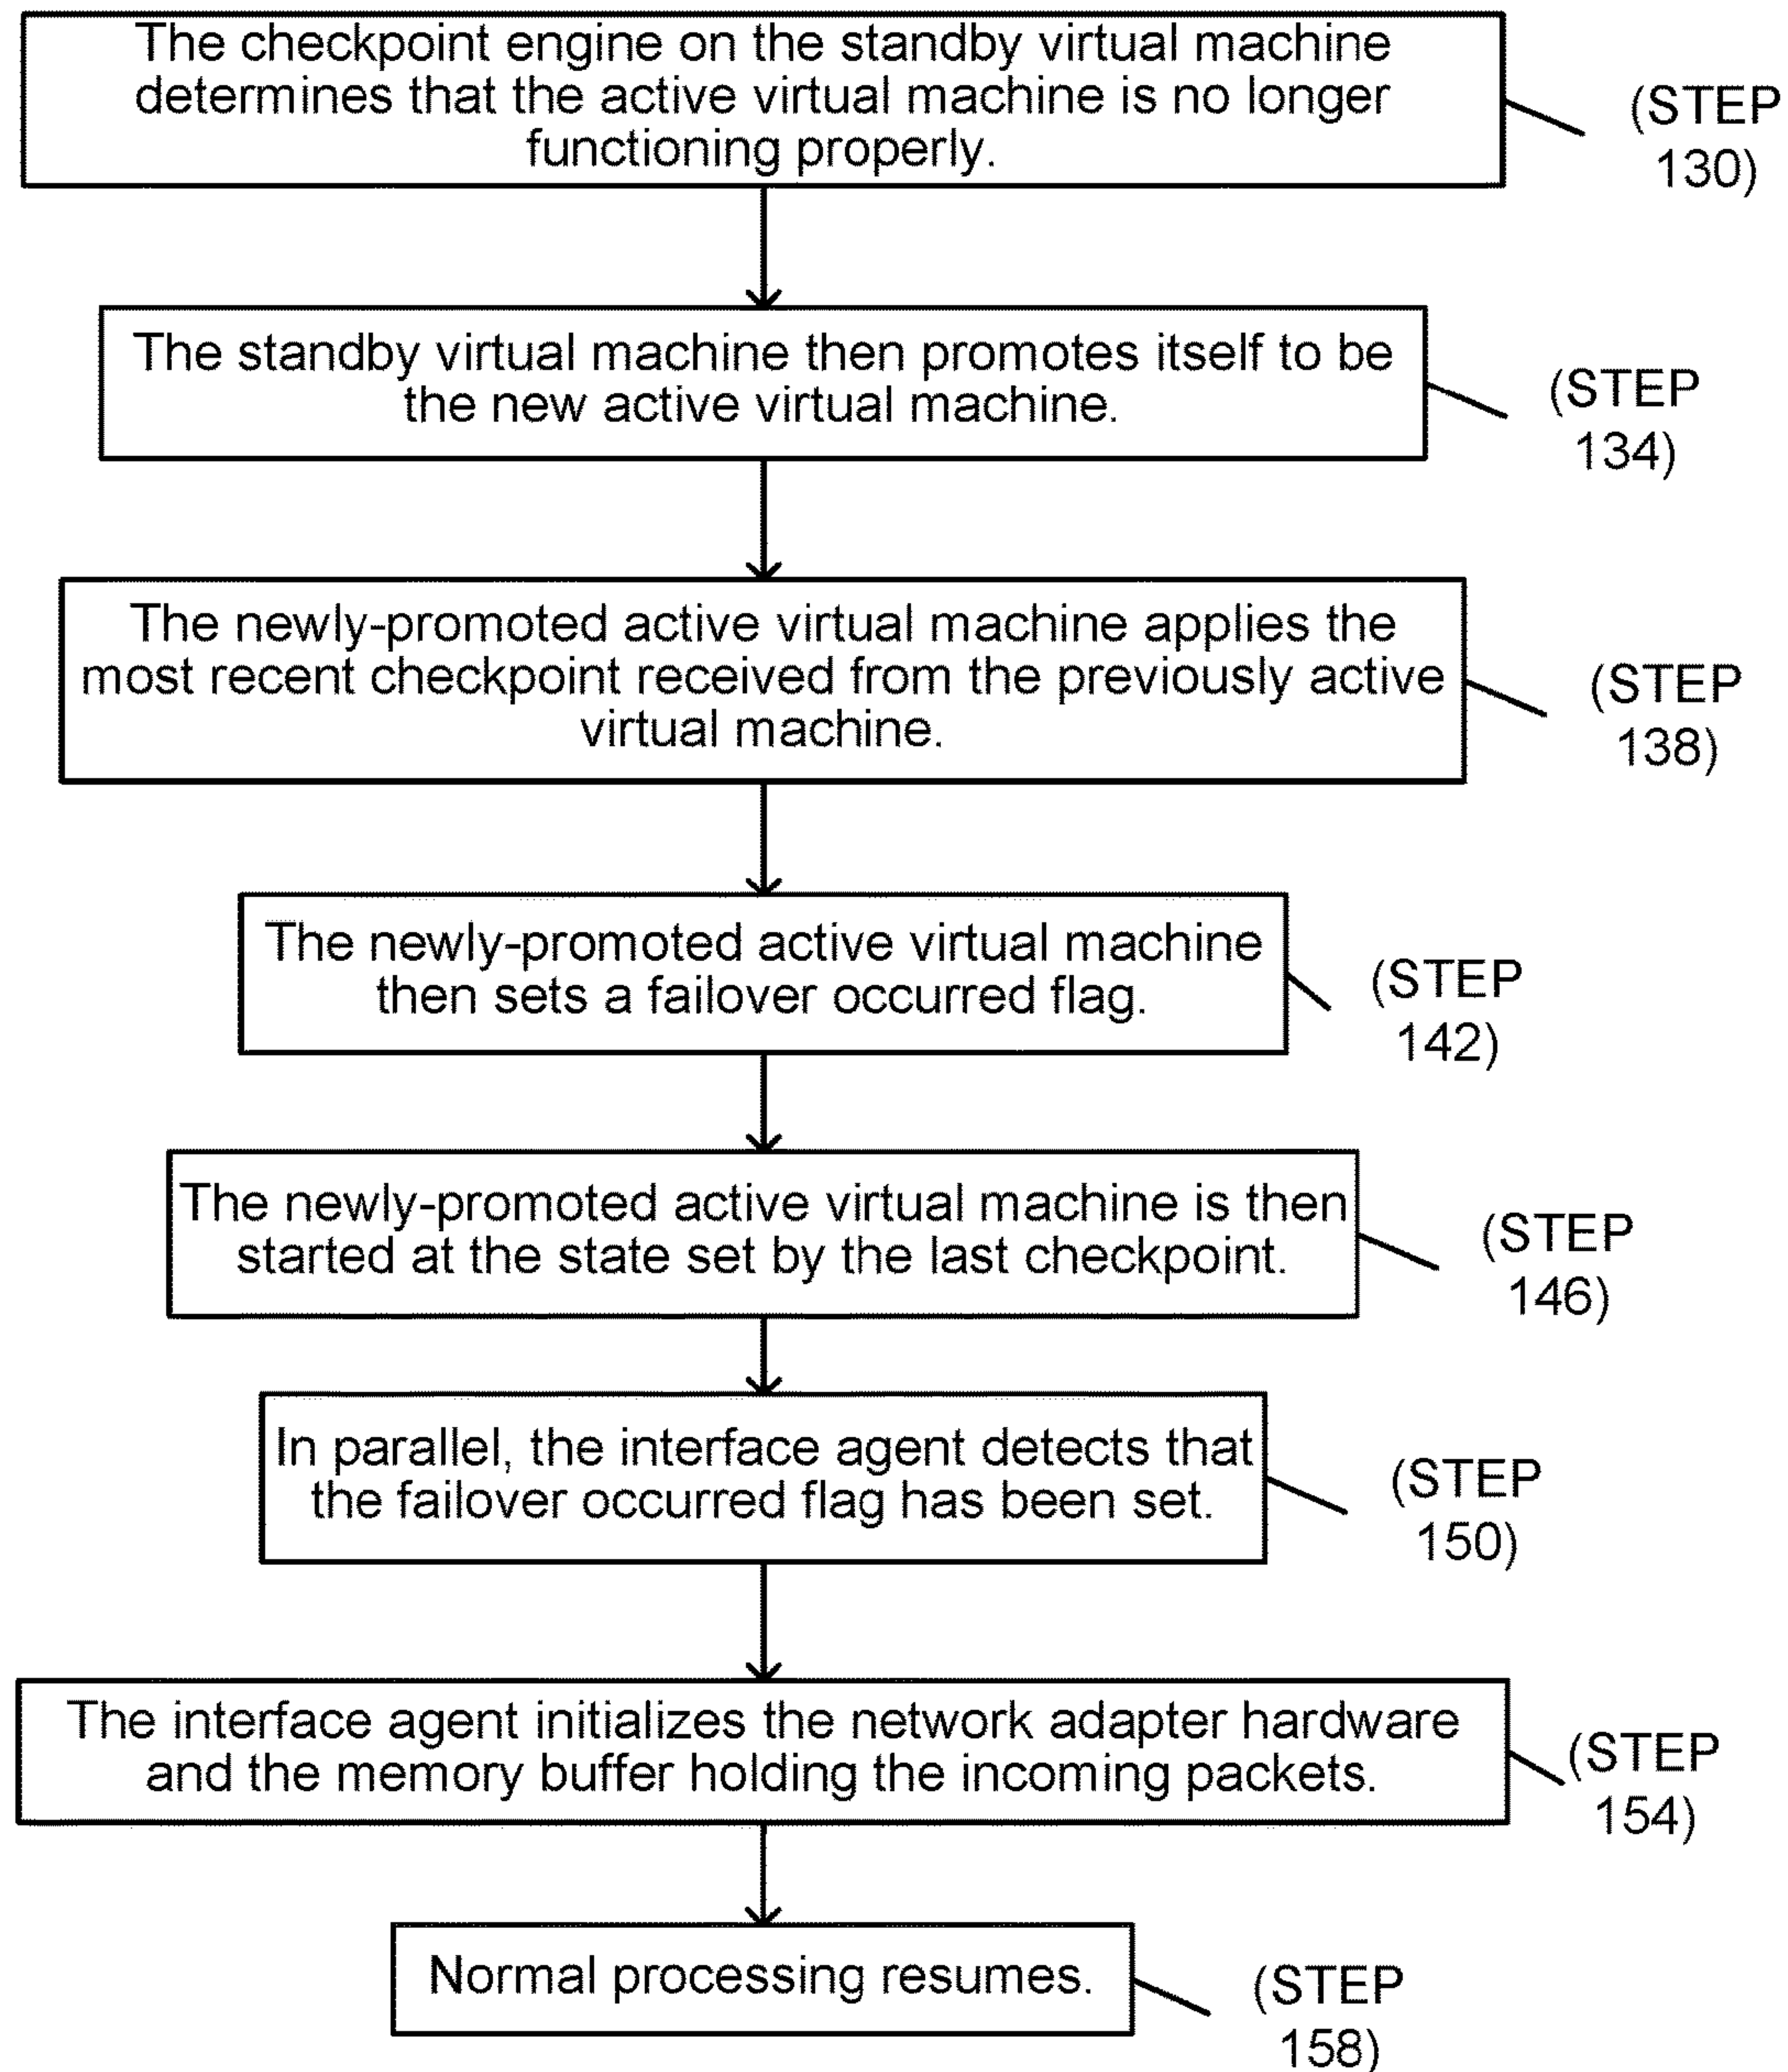 The checkpoint engine on the standby virtual machine
determines that the active virtual machine is no longer
functioning properly.
(STEP
130)
The standby virtual machine then promotes itself to be
the new active virtual machine.
(STEP
134)
The newly-promoted active virtual machine applies the
most recent checkpoint received from the previously active
virtual machine.
(STEP
138)
The newly-promoted active virtual machine
then sets a failover occurred flag.
(STEP
142)
The newly-promoted active virtual machine is then
started at the state set by the last checkpoint.
(STEP
146)
In parallel, the interface agent detects that
the failover occurred flag has been set.
(STEP
150)
The interface agent initializes the network adapter hardware
and the memory buffer holding the incoming packets.
(STEP
154)
Normal processing resumes.
(STEP
158)